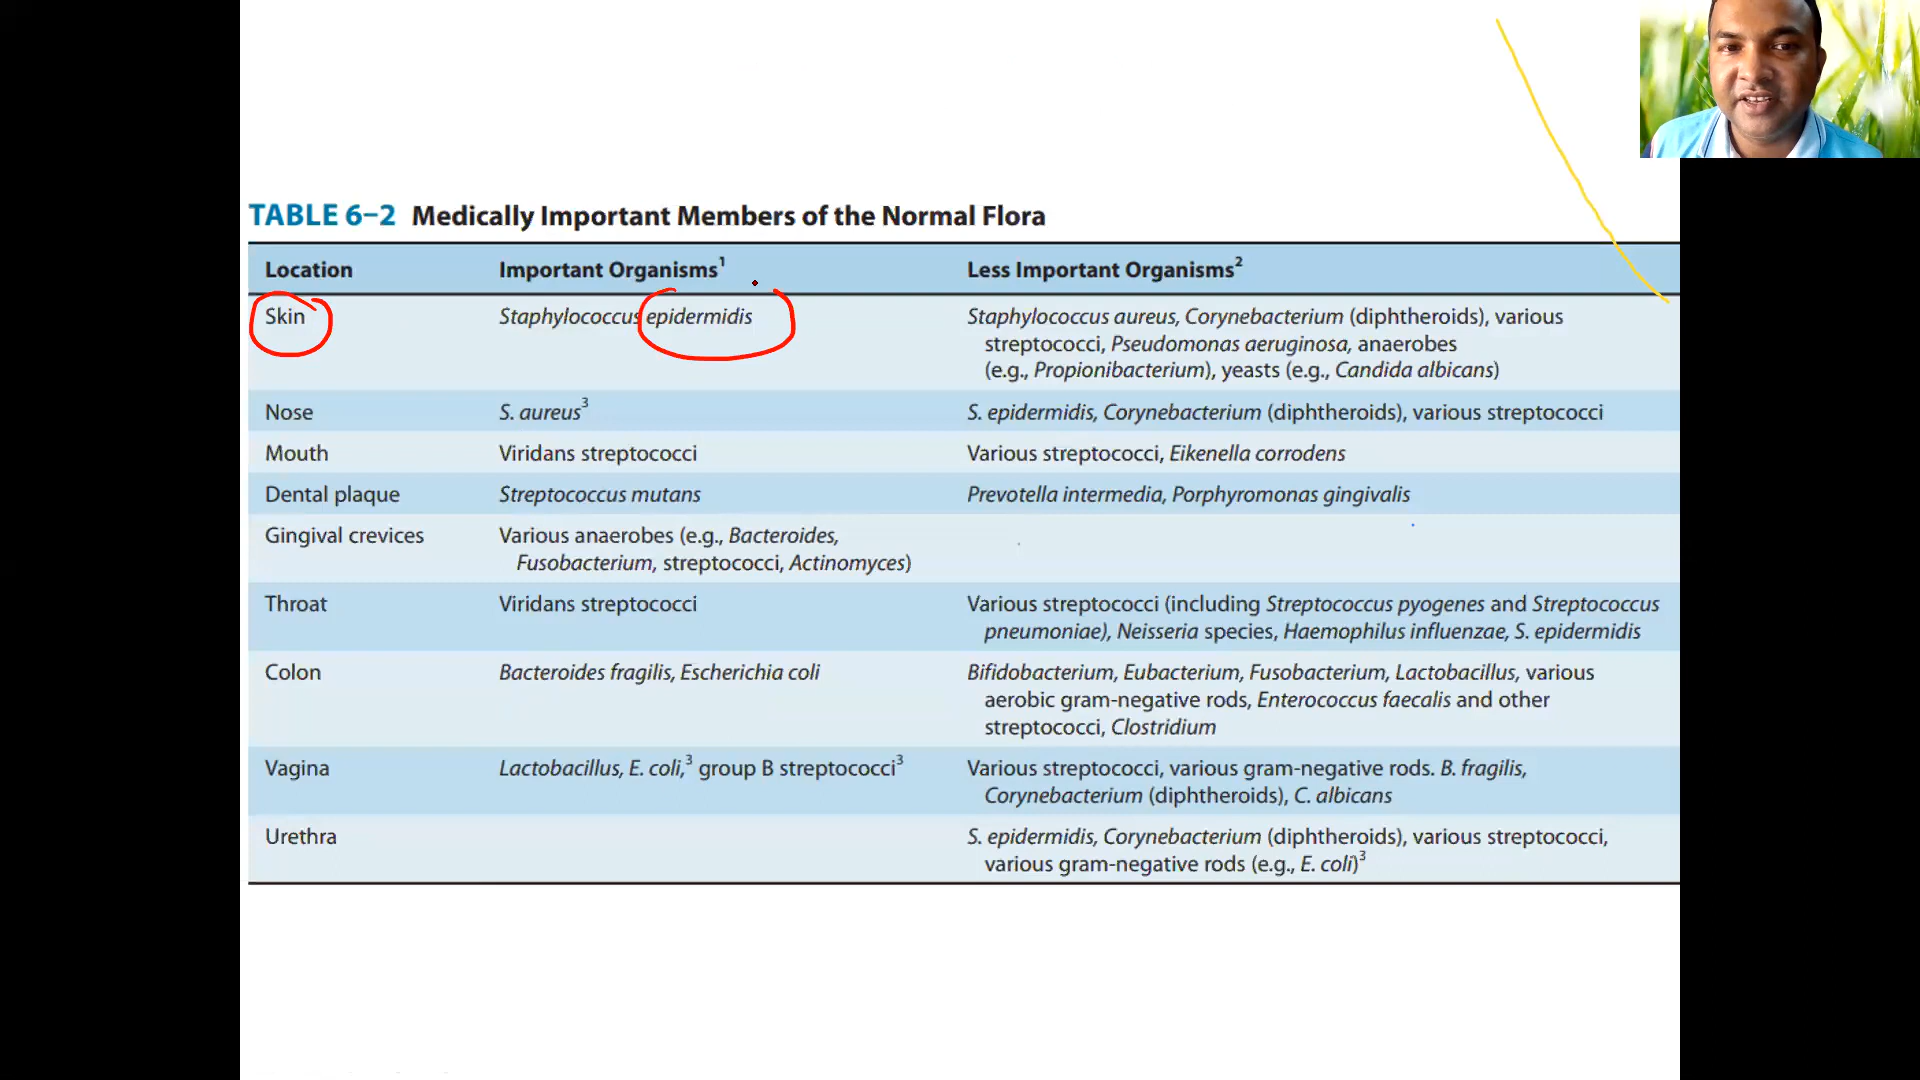 TABLE 6–2 Medically Important Members of the Normal Flora
Location Important Organisms¹ Less Important Organisms²
Skin Staphylococcus epidermidis Staphylococcus aureus, Corynebacterium (diphtheroids), various
streptococci, Pseudomonas aeruginosa, anaerobes
(e.g., Propionibacterium), yeasts (e.g., Candida albicans)
Nose S. aureus³ S. epidermidis, Corynebacterium (diphtheroids), various streptococci
Mouth Viridans streptococci Various streptococci, Eikenella corrodens
Dental plaque Streptococcus mutans Prevotella intermedia, Porphyromonas gingivalis
Gingival crevices Various anaerobes (e.g., Bacteroides,
Fusobacterium, streptococci, Actinomyces)
Throat Viridans streptococci Various streptococci (including Streptococcus pyogenes and Streptococcus
pneumoniae), Neisseria species, Haemophilus influenzae, S. epidermidis
Colon Bacteroides fragilis, Escherichia coli Bifidobacterium, Eubacterium, Fusobacterium, Lactobacillus, various
aerobic gram-negative rods, Enterococcus faecalis and other
streptococci, Clostridium
Vagina Lactobacillus, E. coli,³ group B streptococci³ Various streptococci, various gram-negative rods. B. fragilis,
Corynebacterium (diphtheroids), C. albicans
Urethra S. epidermidis, Corynebacterium (diphtheroids), various streptococci,
various gram-negative rods (e.g., E. coli)³